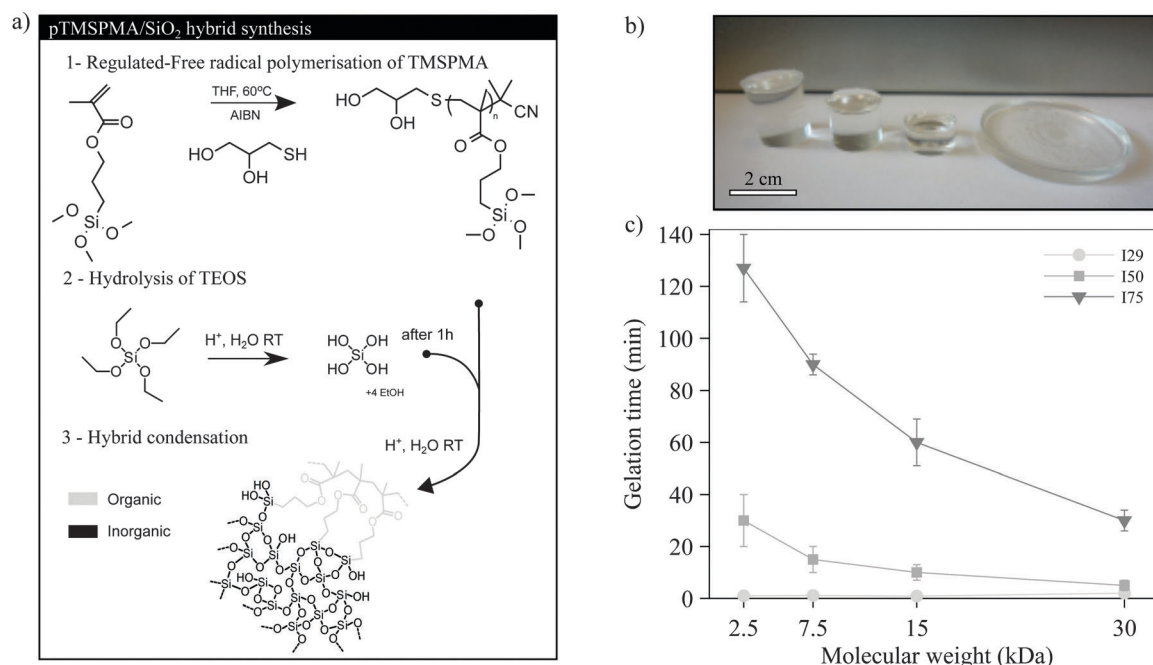 a)
pTMSPMA/SiO₂ hybrid synthesis
1- Regulated-Free radical polymerisation of TMSPMA
THF, 60ºC
AIBN
HO
SH
OH
O
O
Si
O
O
O
HO
OH
S
n
CN
O
O
Si
O
O
O
2 - Hydrolysis of TEOS
O
O
Si
O
O
H⁺, H₂O RT
HO
OH
Si
HO
OH
+4 EtOH
after 1h
3 - Hybrid condensation
H⁺, H₂O RT
Organic
Inorganic
b)
2 cm
c)
I29
I50
I75
Gelation time (min)
140
120
100
80
60
40
20
0
2.5
7.5
15
30
Molecular weight (kDa)